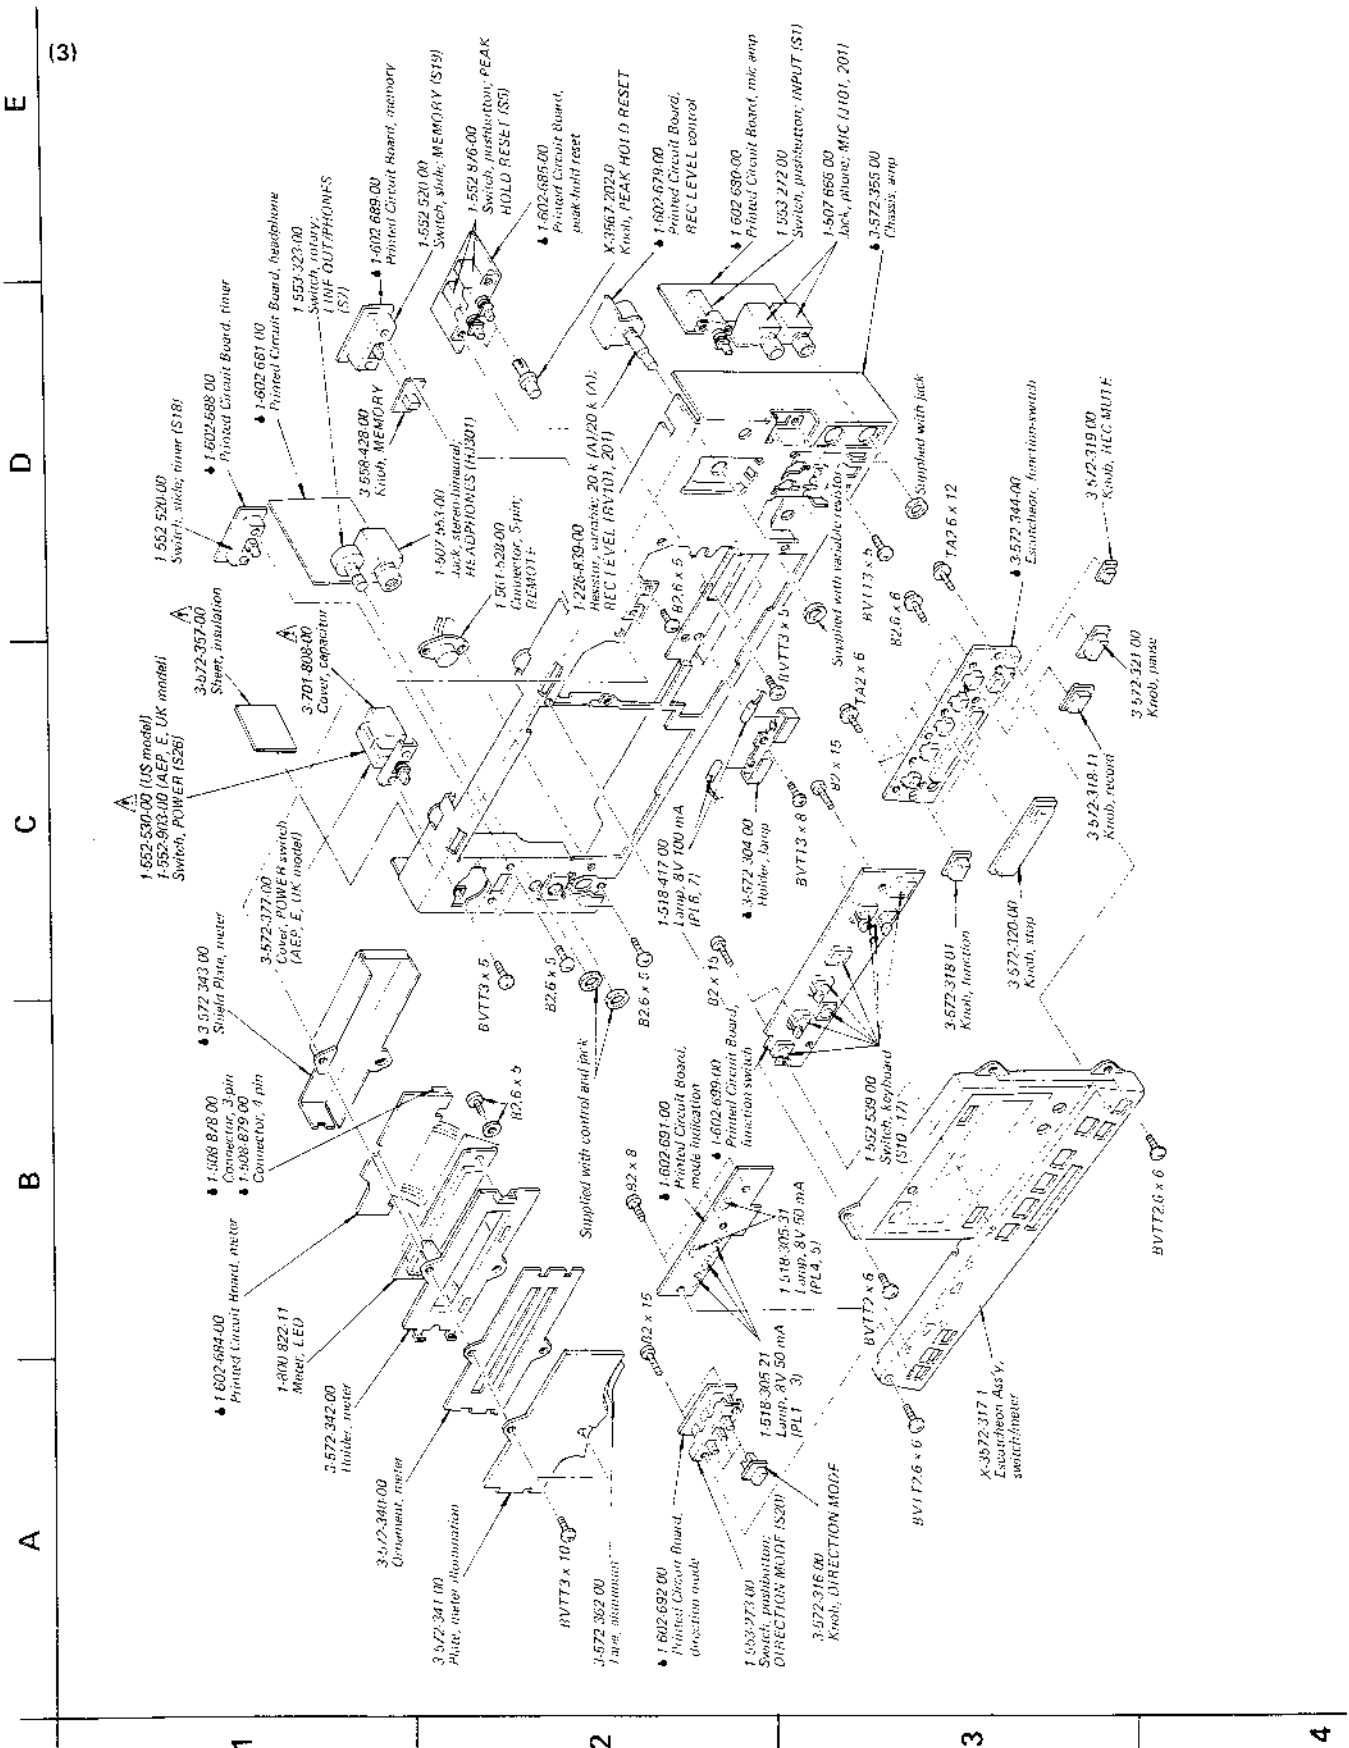 (3)
A
B
C
D
E
1
2
3
4
1-552-530-00 (US model)
1-552-903-00 (AEP, E, UK model)
Switch, POWER (S26)
3-572-357-00
Sheet, insulation
3-701-808-00
Cover, capacitor
1 552 520-00
Switch, slide; timer (S18)
1-602-688 00
Printed Circuit Board, timer
1-602 681 00
Printed Circuit Board, headphone
1 553-323-00
Switch, rotary;
LINE OUT/PHONES
(S7)
1-602 689-00
Printed Circuit Board, memory
1-552 520 00
Switch, slide; MEMORY (S19)
1-552 876-00
Switch, pushbutton; PEAK
HOLD RESET (S5)
1-602-685-00
Printed Circuit Board,
peak-hold reset
X-3567-202-0
Knob, PEAK HOLD RESET
1-602-679-00
Printed Circuit Board,
REC LEVEL control
1 602 680-00
Printed Circuit Board, mic amp
1 553 272 00
Switch, pushbutton; INPUT (S1)
1-507 666 00
Jack, phone; MIC (J101, 201)
3-572-355 00
Chassis, amp
3 558-428-00
Knob, MEMORY
1-507 553-00
Jack, stereo-binaural;
HEADPHONES (HJ301)
1 561-528-00
Connector, 5-pin;
REMOTE
1-226-839-00
Resistor, variable; 20 k (A)/20 k (A);
REC LEVEL (RV101, 201)
3-572-377-00
Cover, POWER switch
(AEP, E, UK model)
3 572 343 00
Shield Plate, meter
1-508 878 00
Connector, 3-pin
1-508-879 00
Connector, 4 pin
1 602-684-00
Printed Circuit Board, meter
1-800 822-11
Meter, LED
3-572-342-00
Holder, meter
3-572-340-00
Ornament, meter
3-572-341 00
Plate, meter illumination
BVTT3 x 10
3-572 362 00
Tape, aluminum
B2.6 x 5
BVTT3 x 5
B2.6 x 5
B2.6 x 5
Supplied with control and jack
B2.6 x 5
BVTT3 x 5
Supplied with variable resistor
BVTT3 x 5
Supplied with jack
1-518-417 00
Lamp, 8V 100 mA
(PL6, 7)
3-572 304 00
Holder, lamp
BVTT3 x 8
B2 x 15
TA2 x 6
B2.6 x 6
TA2.6 x 12
3-572 344-00
Escutcheon, function-switch
3 572-319 00
Knob, REC MUTE
3 572-321 00
Knob, pause
3 572-318-11
Knob, record
3 572-320-00
Knob, stop
3-572-318 01
Knob, function
B2 x 15
1-602-699-00
Printed Circuit Board,
function switch
1-602-691-00
Printed Circuit Board,
mode indication
1 552 539 00
Switch, keyboard
(S10 - 17)
B2 x 8
1 518-305-31
Lamp, 8V 50 mA
(PL4, 5)
1-518-305 21
Lamp, 8V 50 mA
(PL1 3)
B2 x 15
1 602-692 00
Printed Circuit Board,
direction mode
1 553-273 00
Switch, pushbutton;
DIRECTION MODE (S20)
3-572-316 00
Knob, DIRECTION MODE
BVTT2 x 6
BVTT2.6 x 6
BVTT2.6 x 6
X-3572-317 1
Escutcheon Ass'y,
switch/meter